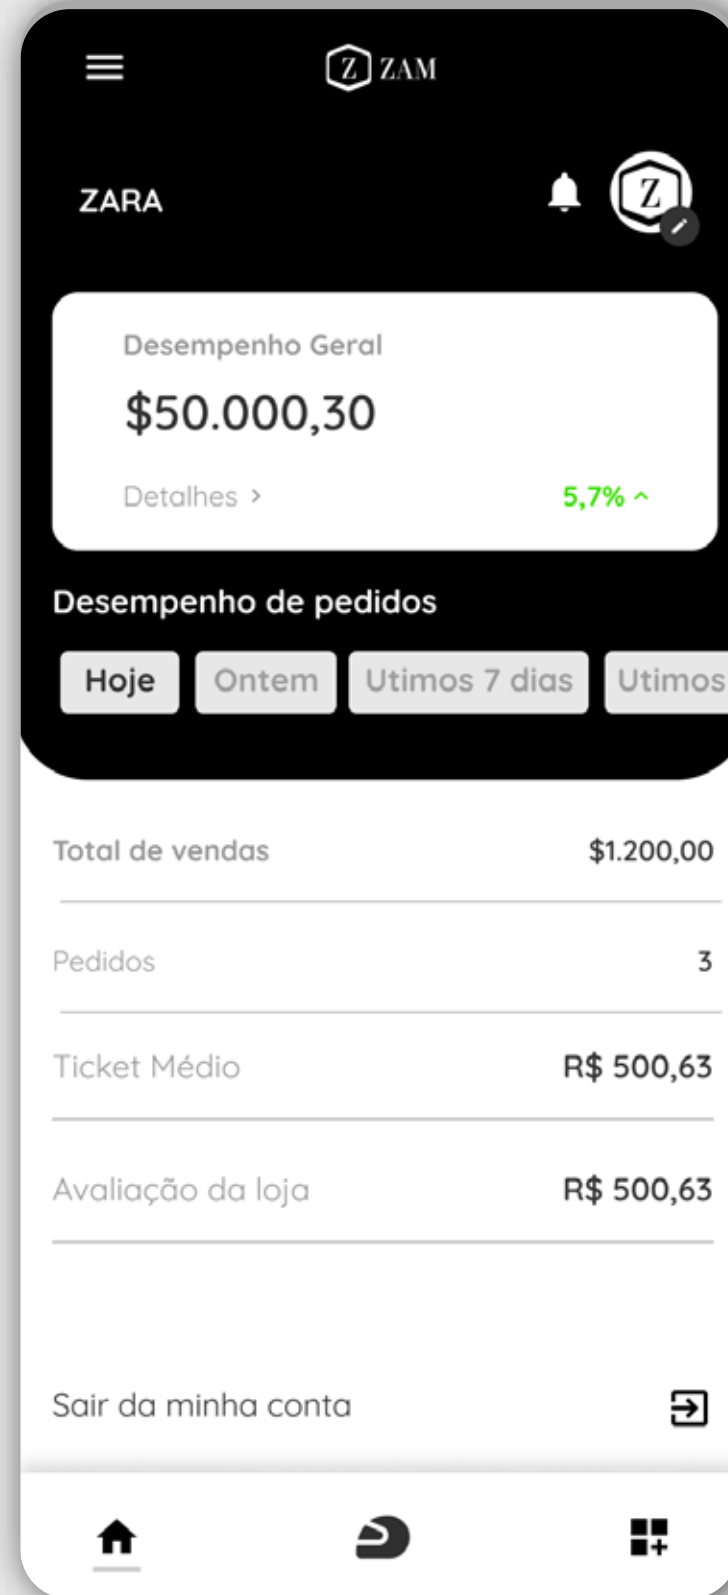 Z ZAM
ZARA
Z
Desempenho Geral
$50.000,30
Detalhes >
5,7% ^
Desempenho de pedidos
Hoje Ontem Utimos 7 dias Utimos
Total de vendas $1.200,00
Pedidos 3
Ticket Médio R$ 500,63
Avaliação da loja R$ 500,63
Sair da minha conta